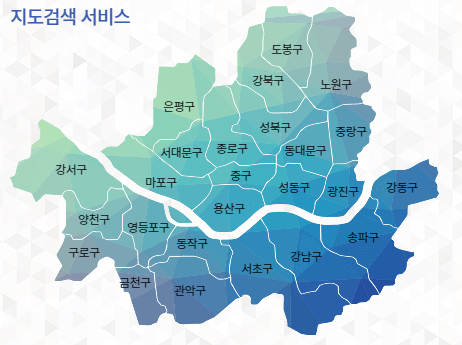 지도검색 서비스
도봉구
강북구
노원구
은평구
성북구
중랑구
서대문구
종로구
동대문구
강서구
마포구
중구
성동구
광진구
강동구
양천구
용산구
영등포구
동작구
송파구
구로구
강남구
서초구
금천구
관악구